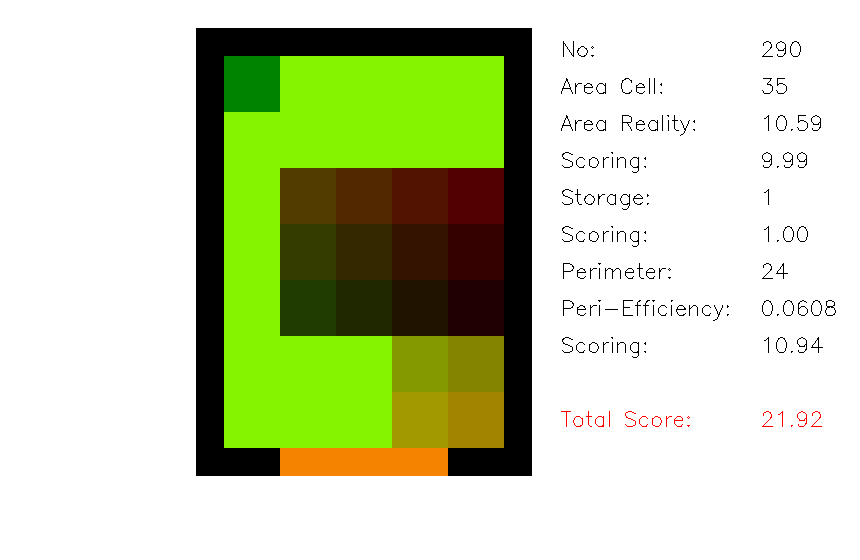 No: 290
Area Cell: 35
Area Reality: 10.59
Scoring: 9.99
Storage: 1
Scoring: 1.00
Perimeter: 24
Peri-Efficiency: 0.0608
Scoring: 10.94
Total Score: 21.92